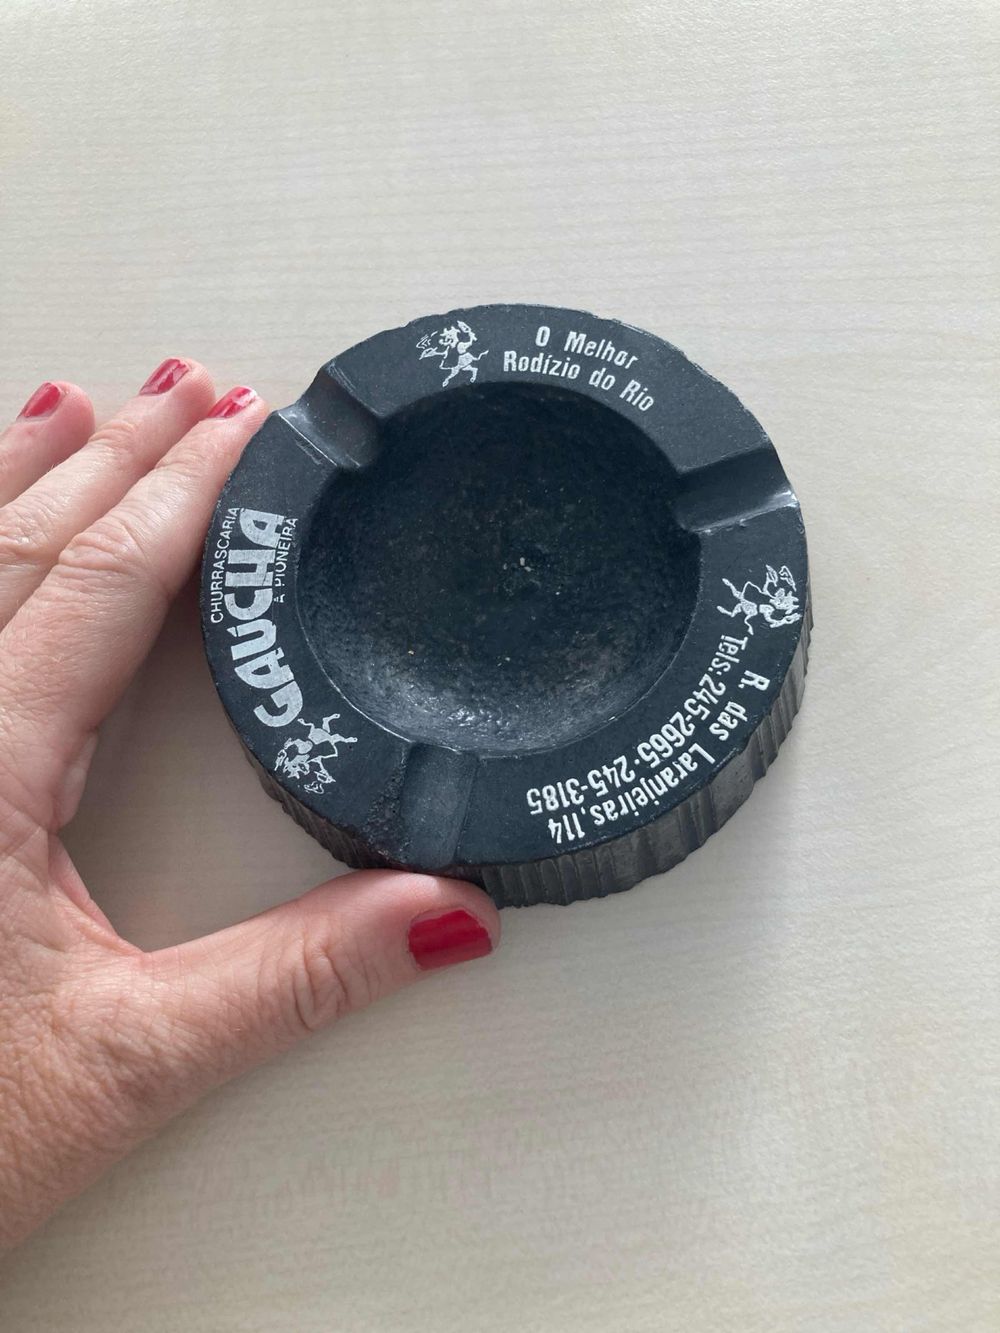 O Melhor
Rodízio do Rio
CHURRASCARIA
GAÚCHA
A PIONEIRA
R. das Laranjeiras, 114
Tels: 245-2665 · 245-3185